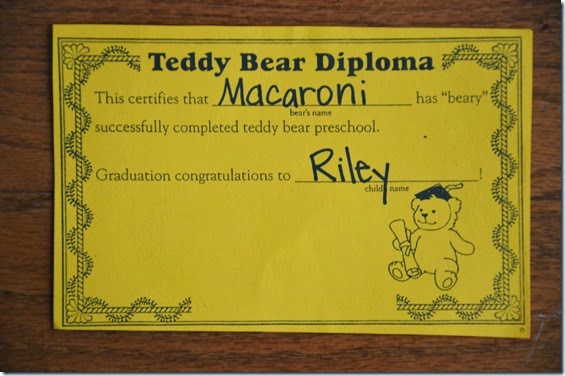 Teddy Bear Diploma
This certifies that Macaroni has "beary"
bear's name
successfully completed teddy bear preschool.
Graduation congratulations to Riley !
child's name